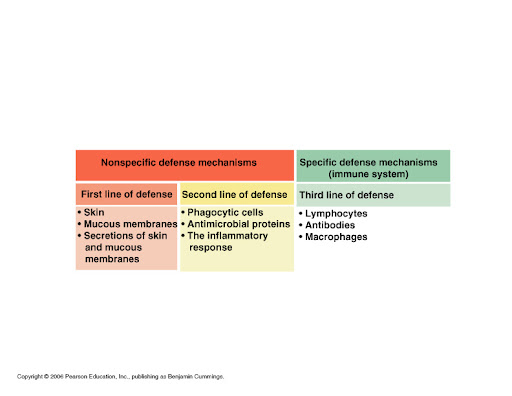 Nonspecific defense mechanisms
Specific defense mechanisms
(immune system)
First line of defense
Second line of defense
Third line of defense
• Skin
• Mucous membranes
• Secretions of skin
and mucous
membranes
• Phagocytic cells
• Antimicrobial proteins
• The inflammatory
response
• Lymphocytes
• Antibodies
• Macrophages
Copyright © 2006 Pearson Education, Inc., publishing as Benjamin Cummings.